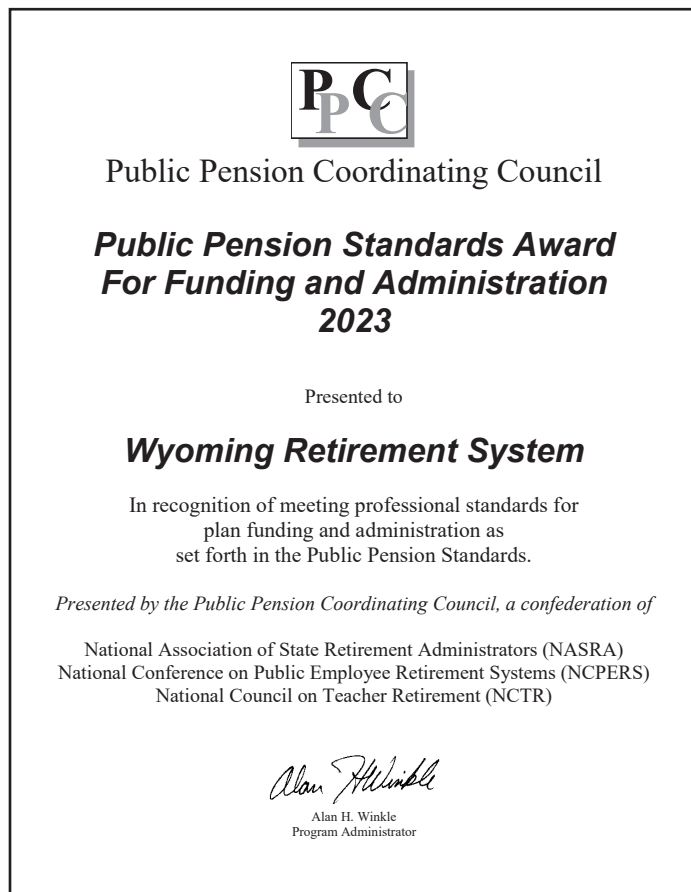 P P C C
Public Pension Coordinating Council
Public Pension Standards Award
For Funding and Administration
2023
Presented to
Wyoming Retirement System
In recognition of meeting professional standards for
plan funding and administration as
set forth in the Public Pension Standards.
Presented by the Public Pension Coordinating Council, a confederation of
National Association of State Retirement Administrators (NASRA)
National Conference on Public Employee Retirement Systems (NCPERS)
National Council on Teacher Retirement (NCTR)
Alan H Winkle
Alan H. Winkle
Program Administrator